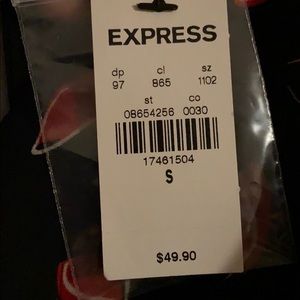 EXPRESS
dp cl sz
97 865 1102
st co
08654256 0030
17461504
S
$49.90